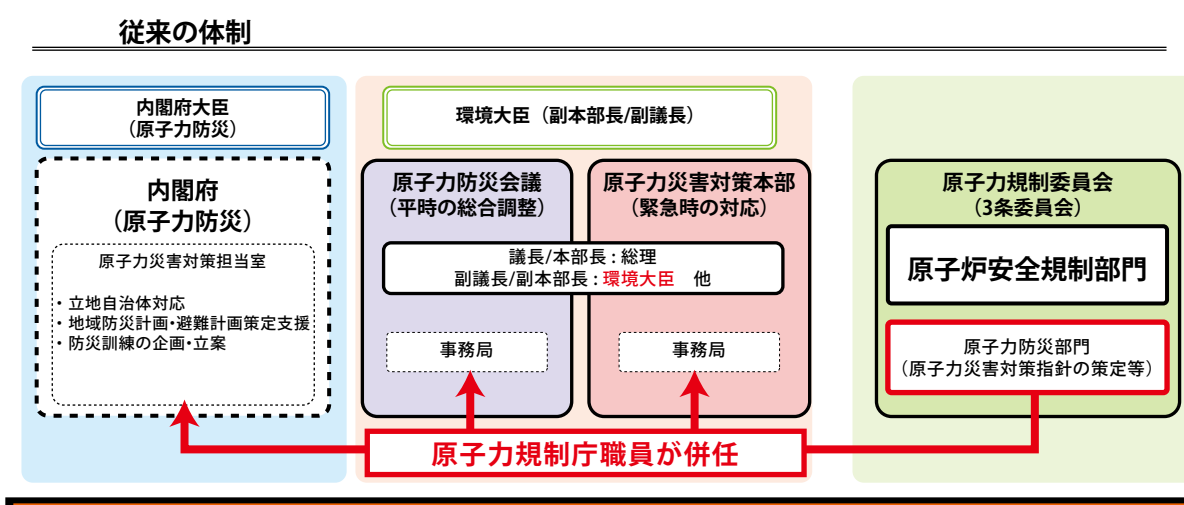 従来の体制
内閣府大臣
（原子力防災）
内閣府
（原子力防災）
原子力災害対策担当室
・ 立地自治体対応
・ 地域防災計画・避難計画策定支援
・ 防災訓練の企画・立案
環境大臣（副本部長/副議長）
原子力防災会議
（平時の総合調整）
原子力災害対策本部
（緊急時の対応）
議長/本部長 : 総理
副議長/副本部長 : 環境大臣　他
事務局
事務局
原子力規制庁職員が併任
原子力規制委員会
（3条委員会）
原子炉安全規制部門
原子力防災部門
（原子力災害対策指針の策定等）